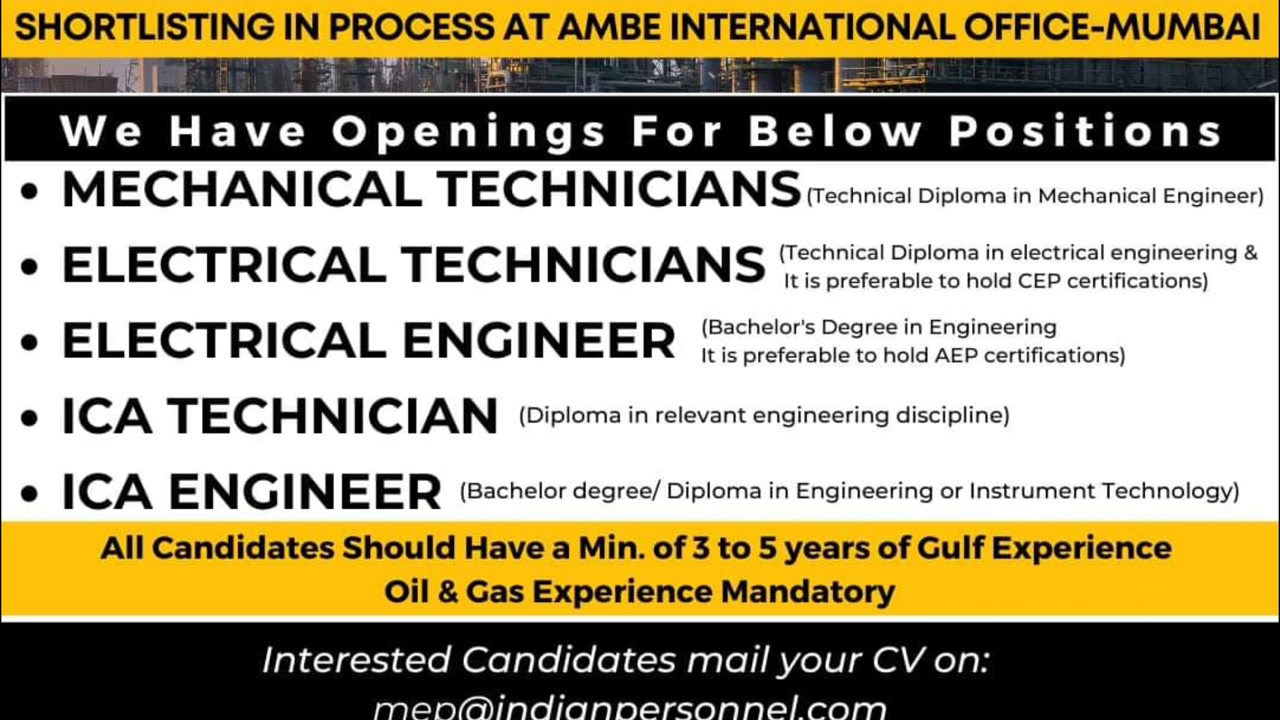 SHORTLISTING IN PROCESS AT AMBE INTERNATIONAL OFFICE-MUMBAI
We Have Openings For Below Positions
• MECHANICAL TECHNICIANS (Technical Diploma in Mechanical Engineer)
• ELECTRICAL TECHNICIANS (Technical Diploma in electrical engineering &
It is preferable to hold CEP certifications)
• ELECTRICAL ENGINEER (Bachelor's Degree in Engineering
It is preferable to hold AEP certifications)
• ICA TECHNICIAN (Diploma in relevant engineering discipline)
• ICA ENGINEER (Bachelor degree/ Diploma in Engineering or Instrument Technology)
All Candidates Should Have a Min. of 3 to 5 years of Gulf Experience
Oil & Gas Experience Mandatory
Interested Candidates mail your CV on:
mep@indianpersonnel.com